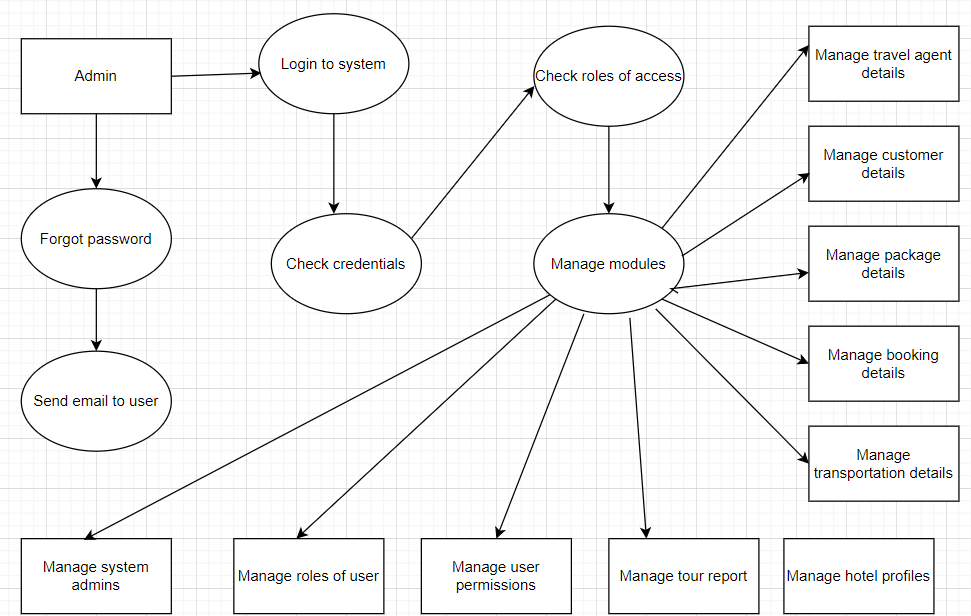 Admin
Login to system
Check roles of access
Manage travel agent
details
Manage customer
details
Forgot password
Check credentials
Manage modules
Manage package
details
Manage booking
details
Send email to user
Manage
transportation details
Manage system
admins
Manage roles of user
Manage user
permissions
Manage tour report
Manage hotel profiles